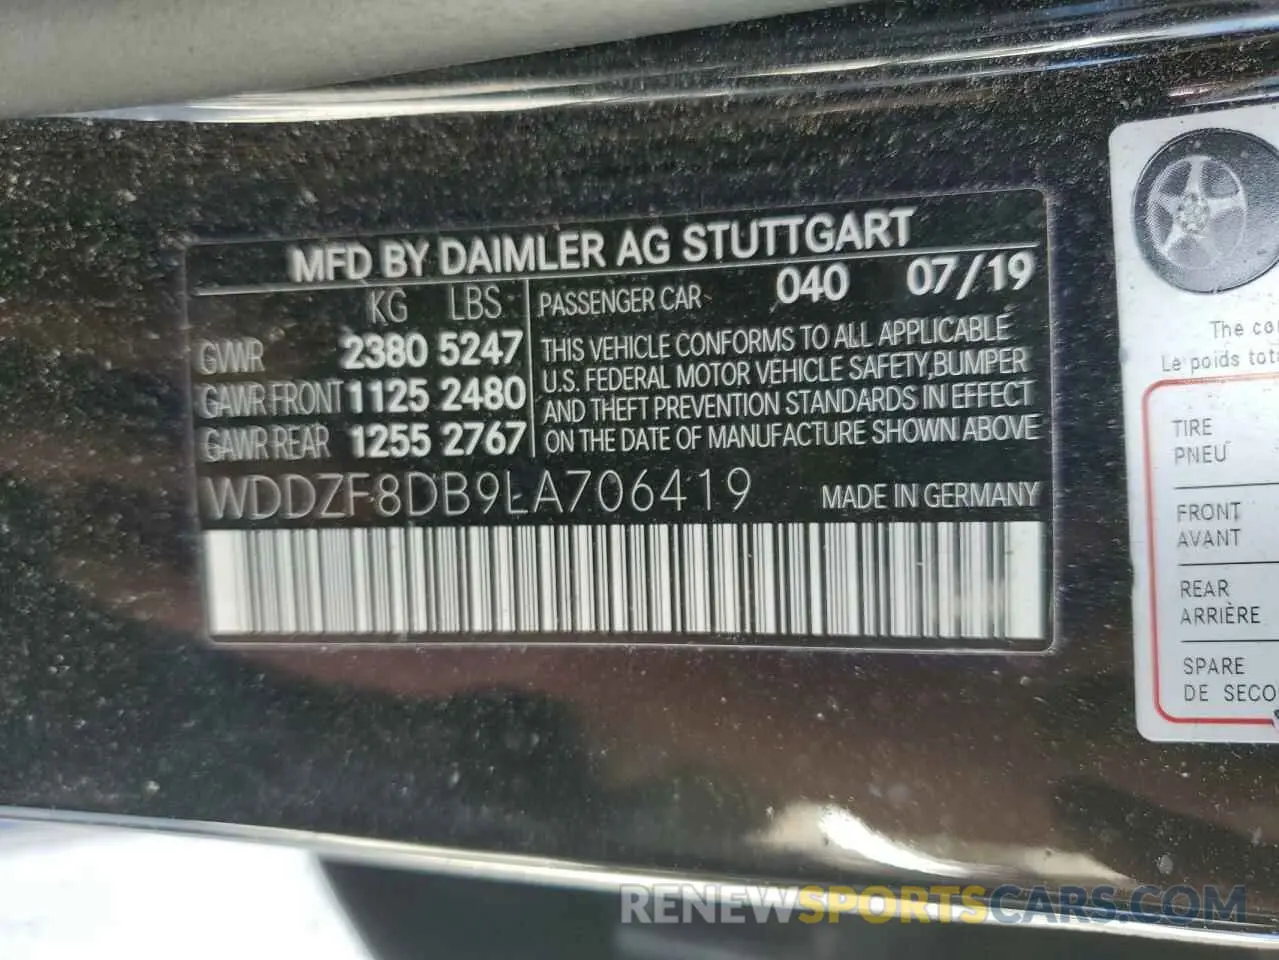 MFD BY DAIMLER AG STUTTGART
KG LBS
GVWR 2380 5247
GAWR FRONT 1125 2480
GAWR REAR 1255 2767
PASSENGER CAR 040 07/19
THIS VEHICLE CONFORMS TO ALL APPLICABLE
U.S. FEDERAL MOTOR VEHICLE SAFETY, BUMPER
AND THEFT PREVENTION STANDARDS IN EFFECT
ON THE DATE OF MANUFACTURE SHOWN ABOVE
WDDZF8DB9LA706419 MADE IN GERMANY
The co
Le poids tota
TIRE
PNEU
FRONT
AVANT
REAR
ARRIÈRE
SPARE
DE SECO
RENEWSPORTSCARS.COM